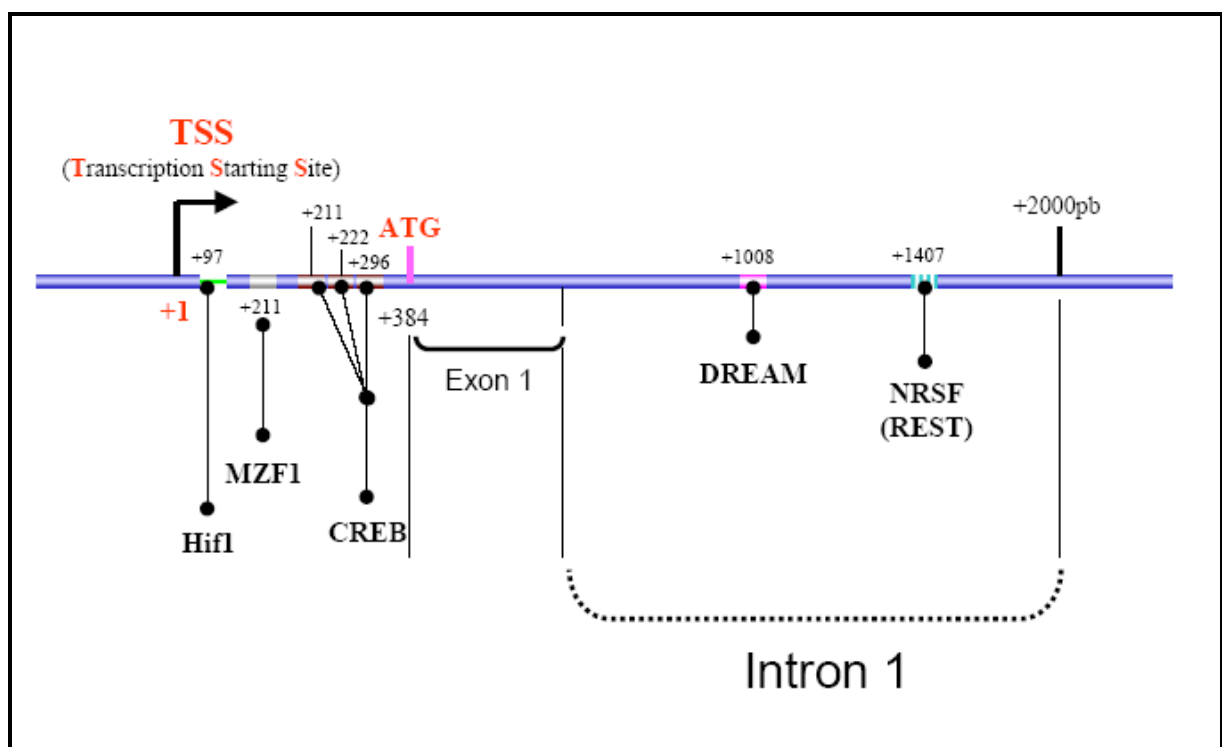 TSS
(Transcription Starting Site)
+2000pb
+211
ATG
+222
+97
+296
+1008
+1407
+1
+211
+384
Exon 1
DREAM
NRSF
(REST)
MZF1
CREB
Hif1
Intron 1